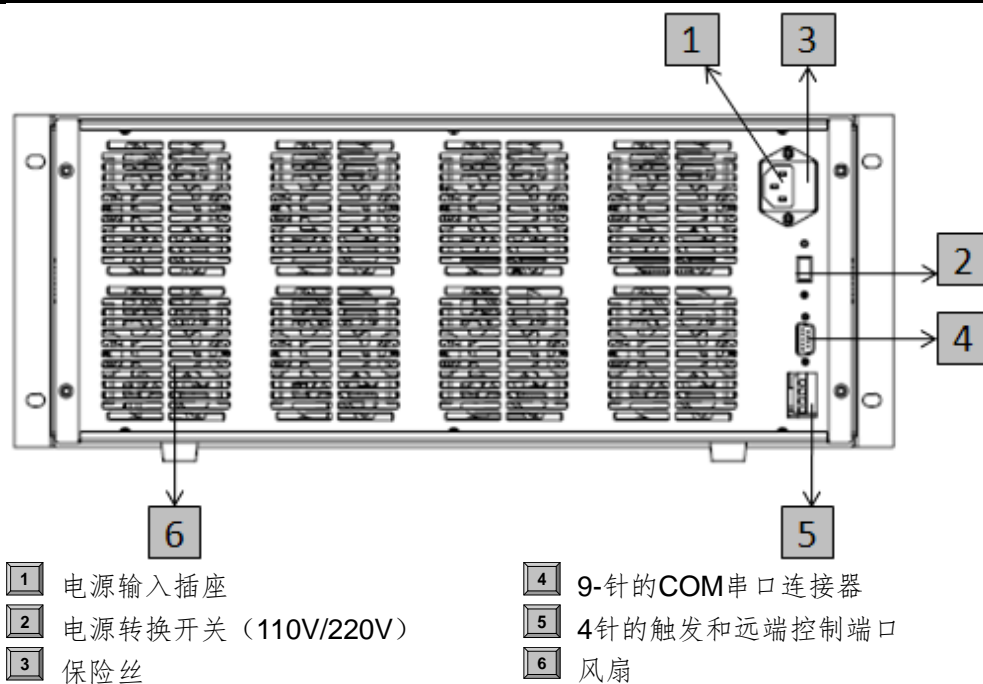 1 3
2
4
6 5
1 电源输入插座
2 电源转换开关（110V/220V）
3 保险丝
4 9-针的COM串口连接器
5 4针的触发和远端控制端口
6 风扇